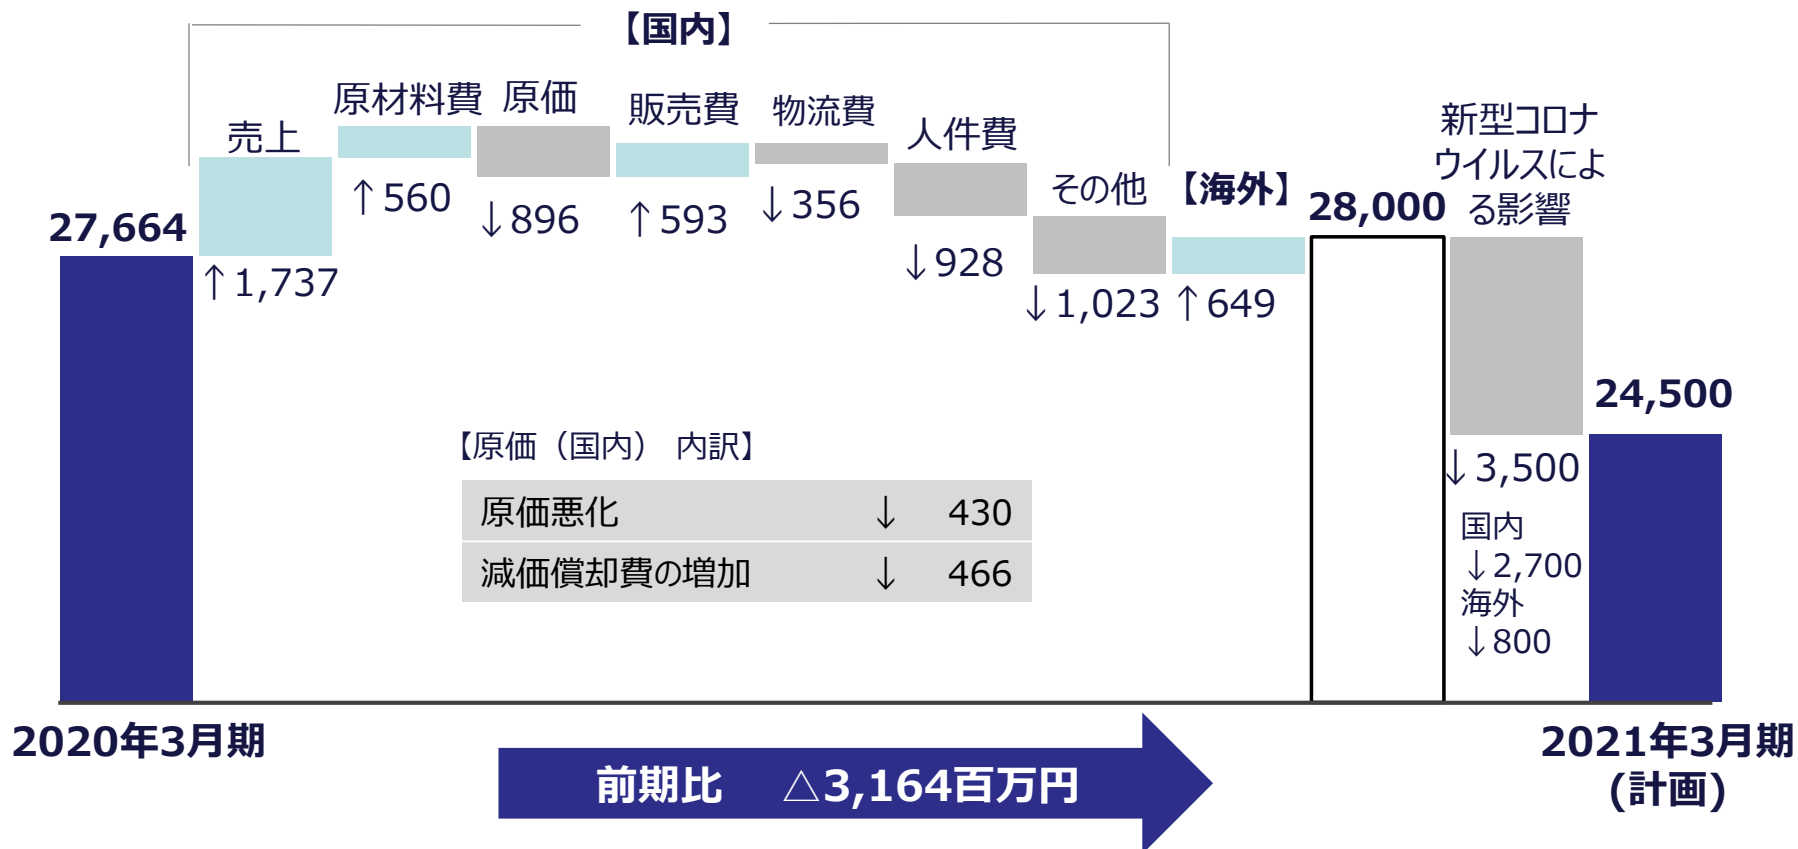 【国内】
売上
↑1,737
原材料費
↑560
原価
↓896
販売費
↑593
物流費
↓356
人件費
↓928
その他
↓1,023
【海外】
↑649
27,664
28,000
新型コロナ
ウイルスによ
る影響
↓3,500
国内
↓2,700
海外
↓800
24,500
【原価（国内） 内訳】
原価悪化 ↓ 430
減価償却費の増加 ↓ 466
2020年3月期
2021年3月期
(計画)
前期比 △3,164百万円